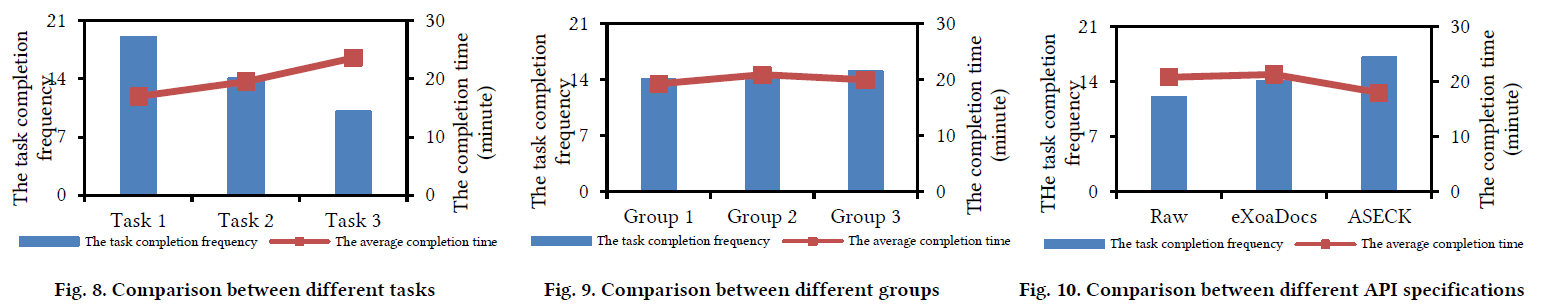 The task completion
frequency
21
14
7
0
30
20
10
0
The completion time
(minute)
Task 1 Task 2 Task 3
The task completion frequency The average completion time
Fig. 8. Comparison between different tasks
The task completion
frequency
21
14
7
0
30
20
10
0
The completion time
(minute)
Group 1 Group 2 Group 3
The task completion frequency The average completion time
Fig. 9. Comparison between different groups
THe task completion
frequency
21
14
7
0
30
20
10
0
The completion time
(minute)
Raw eXoaDocs ASECK
The task completion frequency The average completion time
Fig. 10. Comparison between different API specifications